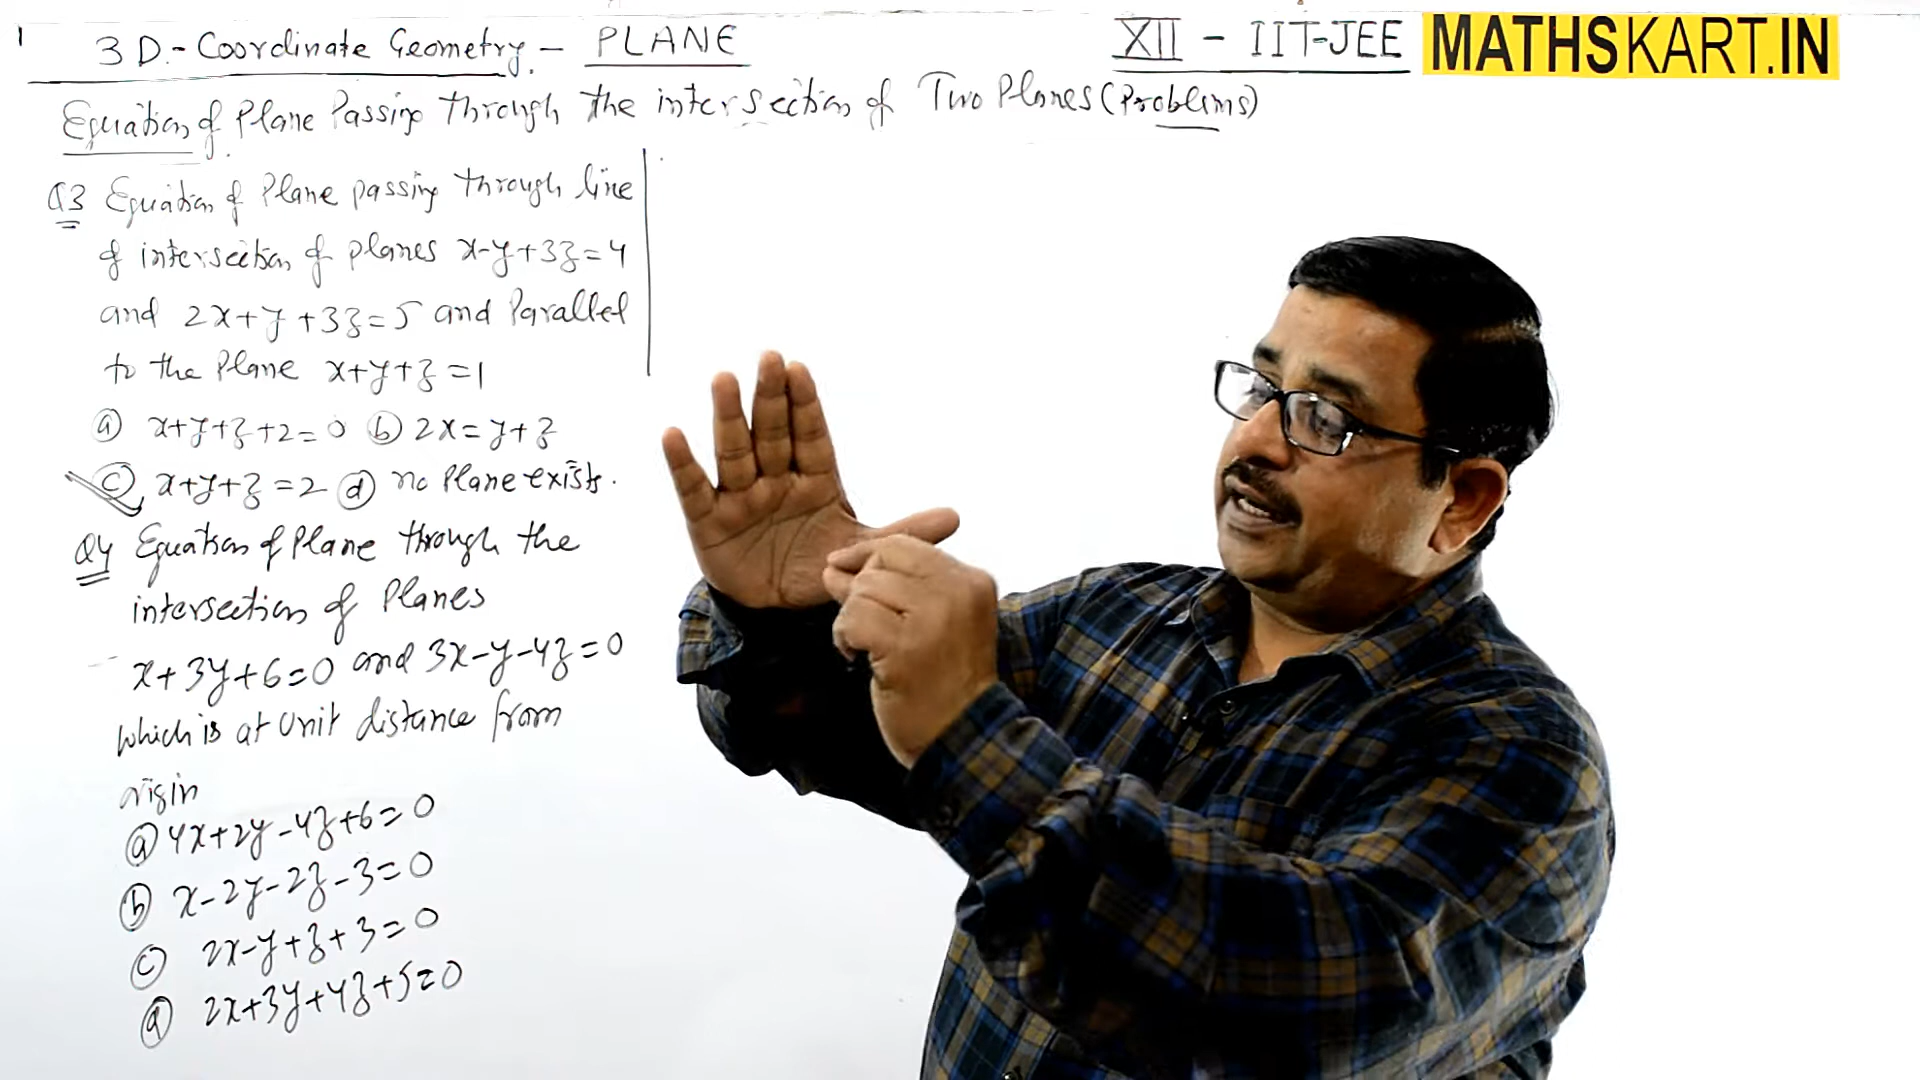 3D - Coordinate Geometry - PLANE
XII - IIT-JEE
MATHSKART.IN
Equation of Plane Passing Through the intersection of Two Planes (Problems)
Q3 Equation of Plane passing through line
of intersection of planes x-y+3z=4
and 2x+y+3z=5 and Parallel
to the Plane x+y+z=1
(a) x+y+z+2=0 (b) 2x=y+z
(c) x+y+z=2 (d) no Plane exists.
Q4 Equation of Plane through the
intersection of Planes
x+3y+6=0 and 3x-y-4z=0
which is at unit distance from
origin
(a) 4x+2y-4z+6=0
(b) x-2y-2z-3=0
(c) 2x-y+z+3=0
(d) 2x+3y+4z+5=0